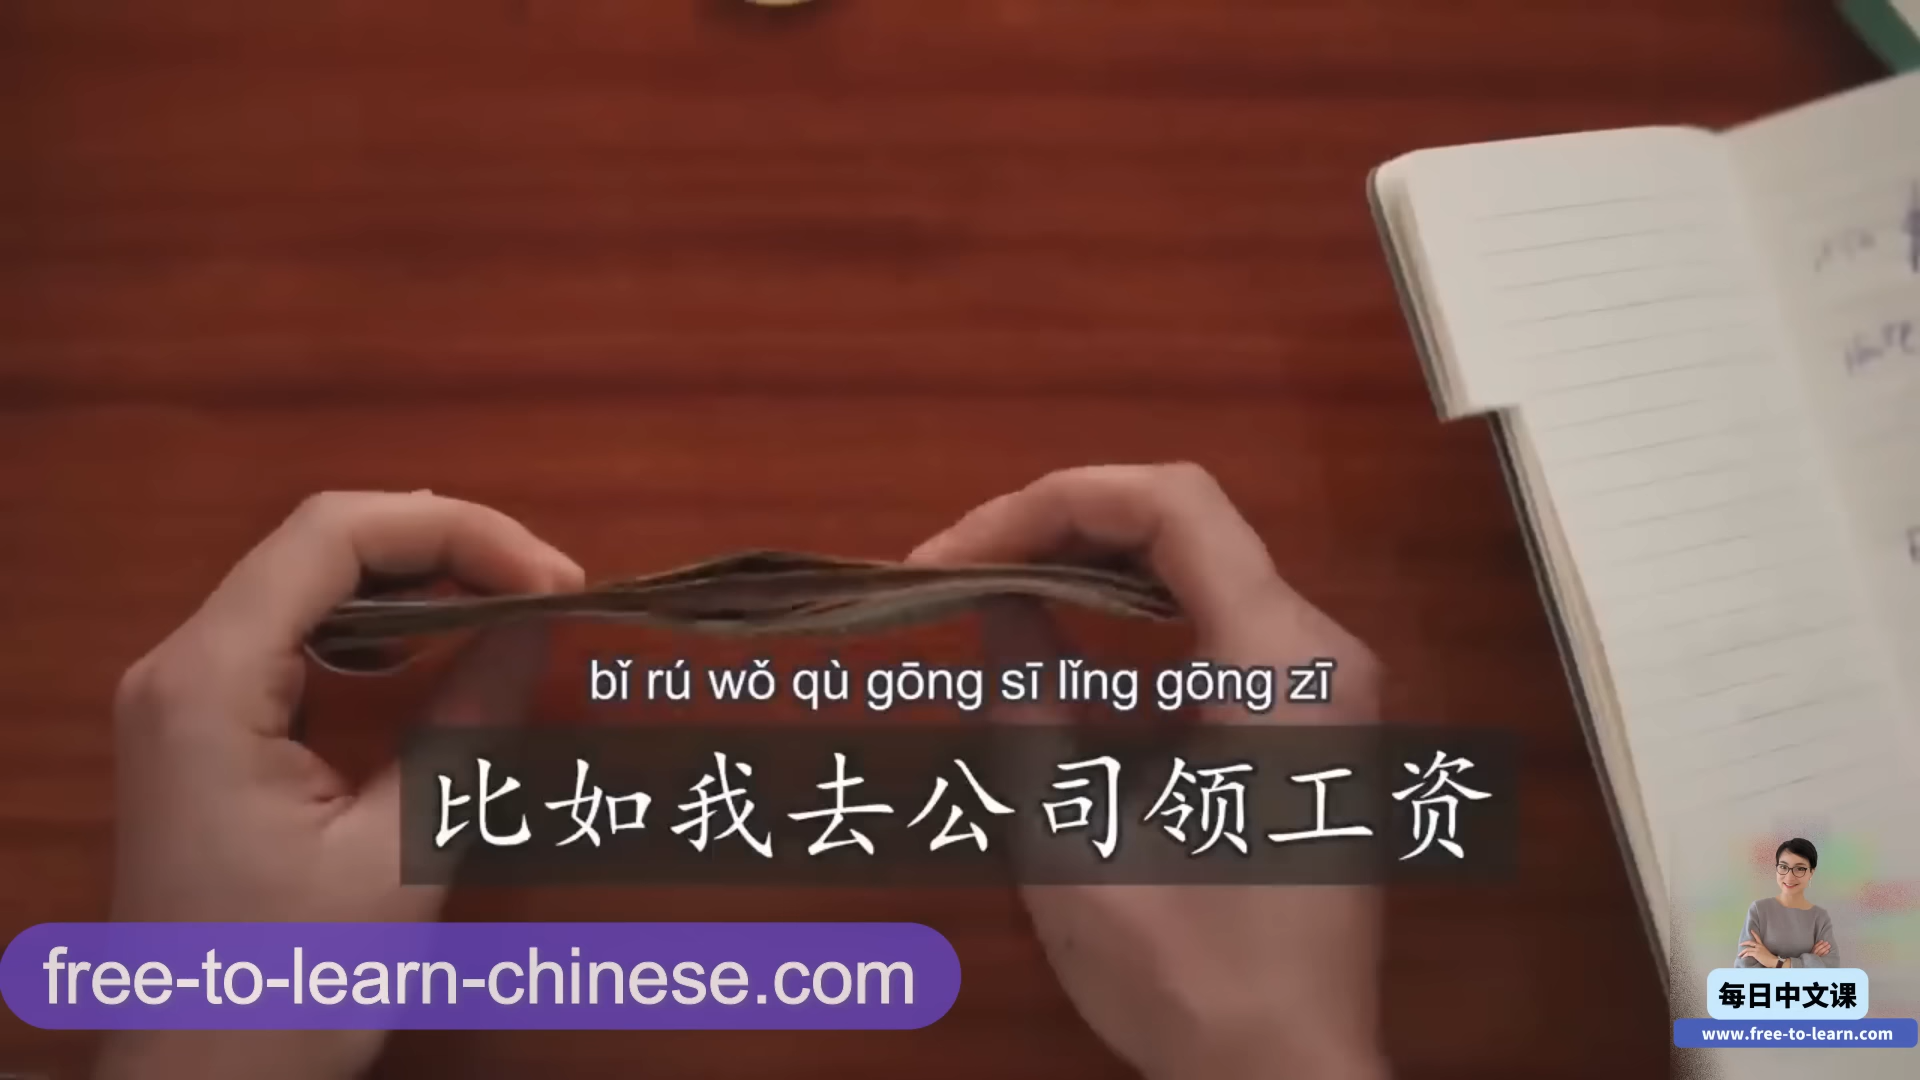 bǐ rú wǒ qù gōng sī lǐng gōng zī
比如我去公司领工资
free-to-learn-chinese.com
每日中文课
www.free-to-learn.com